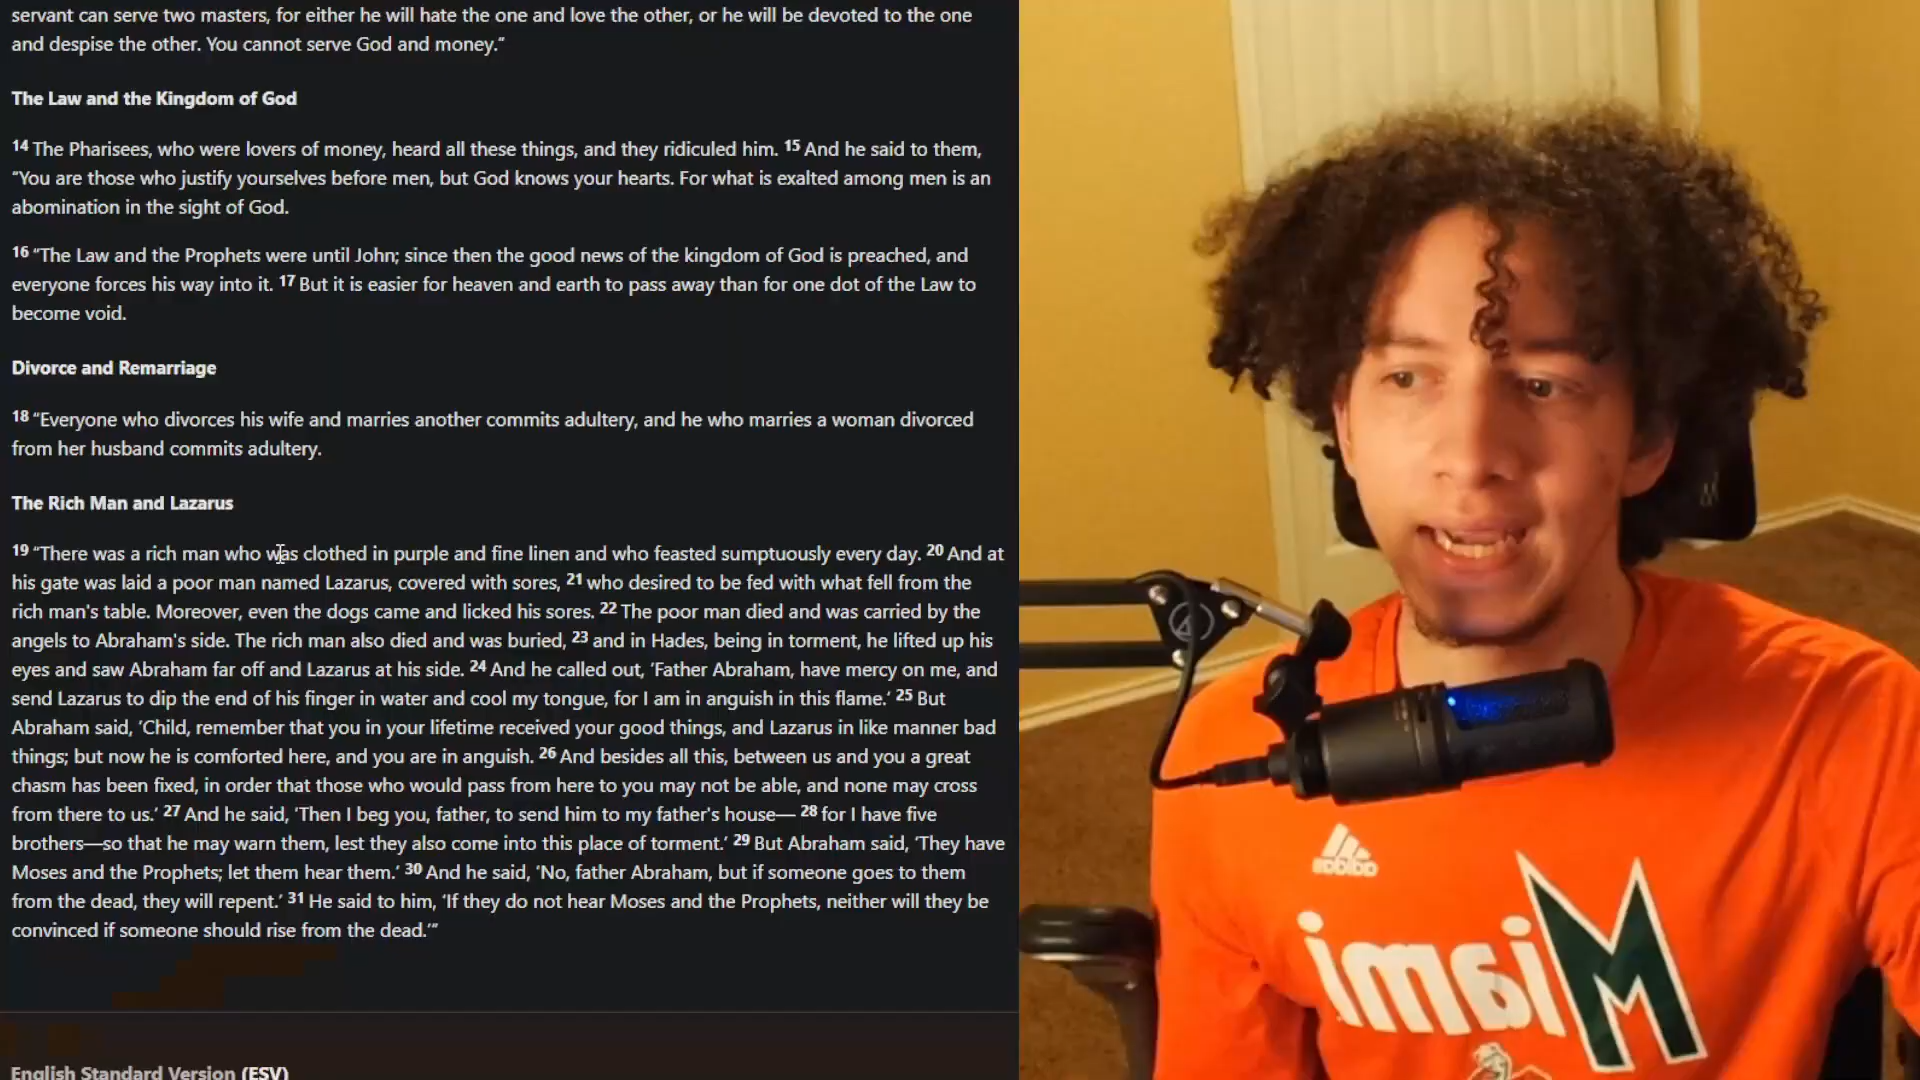 servant can serve two masters, for either he will hate the one and love the other, or he will be devoted to the one
and despise the other. You cannot serve God and money.”
The Law and the Kingdom of God
14 The Pharisees, who were lovers of money, heard all these things, and they ridiculed him. 15 And he said to them,
“You are those who justify yourselves before men, but God knows your hearts. For what is exalted among men is an
abomination in the sight of God.
16 “The Law and the Prophets were until John; since then the good news of the kingdom of God is preached, and
everyone forces his way into it. 17 But it is easier for heaven and earth to pass away than for one dot of the Law to
become void.
Divorce and Remarriage
18 “Everyone who divorces his wife and marries another commits adultery, and he who marries a woman divorced
from her husband commits adultery.
The Rich Man and Lazarus
19 “There was a rich man who was clothed in purple and fine linen and who feasted sumptuously every day. 20 And at
his gate was laid a poor man named Lazarus, covered with sores, 21 who desired to be fed with what fell from the
rich man's table. Moreover, even the dogs came and licked his sores. 22 The poor man died and was carried by the
angels to Abraham's side. The rich man also died and was buried, 23 and in Hades, being in torment, he lifted up his
eyes and saw Abraham far off and Lazarus at his side. 24 And he called out, ‘Father Abraham, have mercy on me, and
send Lazarus to dip the end of his finger in water and cool my tongue, for I am in anguish in this flame.’ 25 But
Abraham said, ‘Child, remember that you in your lifetime received your good things, and Lazarus in like manner bad
things; but now he is comforted here, and you are in anguish. 26 And besides all this, between us and you a great
chasm has been fixed, in order that those who would pass from here to you may not be able, and none may cross
from there to us.’ 27 And he said, ‘Then I beg you, father, to send him to my father's house— 28 for I have five
brothers—so that he may warn them, lest they also come into this place of torment.’ 29 But Abraham said, ‘They have
Moses and the Prophets; let them hear them.’ 30 And he said, ‘No, father Abraham, but if someone goes to them
from the dead, they will repent.’ 31 He said to him, ‘If they do not hear Moses and the Prophets, neither will they be
convinced if someone should rise from the dead.’”
English Standard Version (ESV)
adidas
Miami
M